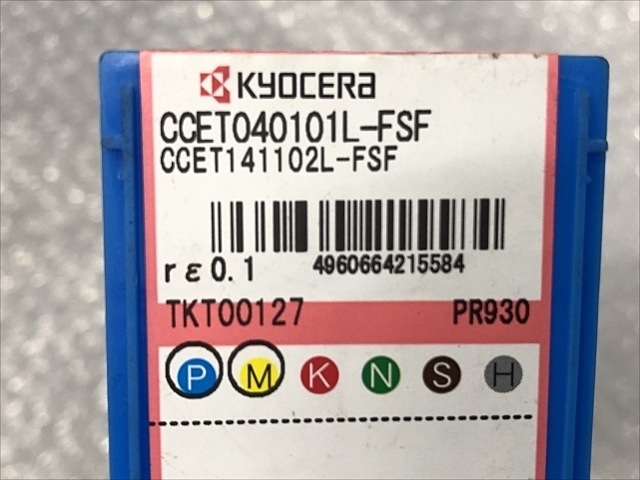 KYOCERA
CCET040101L-FSF
CCET141102L-FSF
rε0.1 4960664215584
TKT00127 PR930
P M K N S H